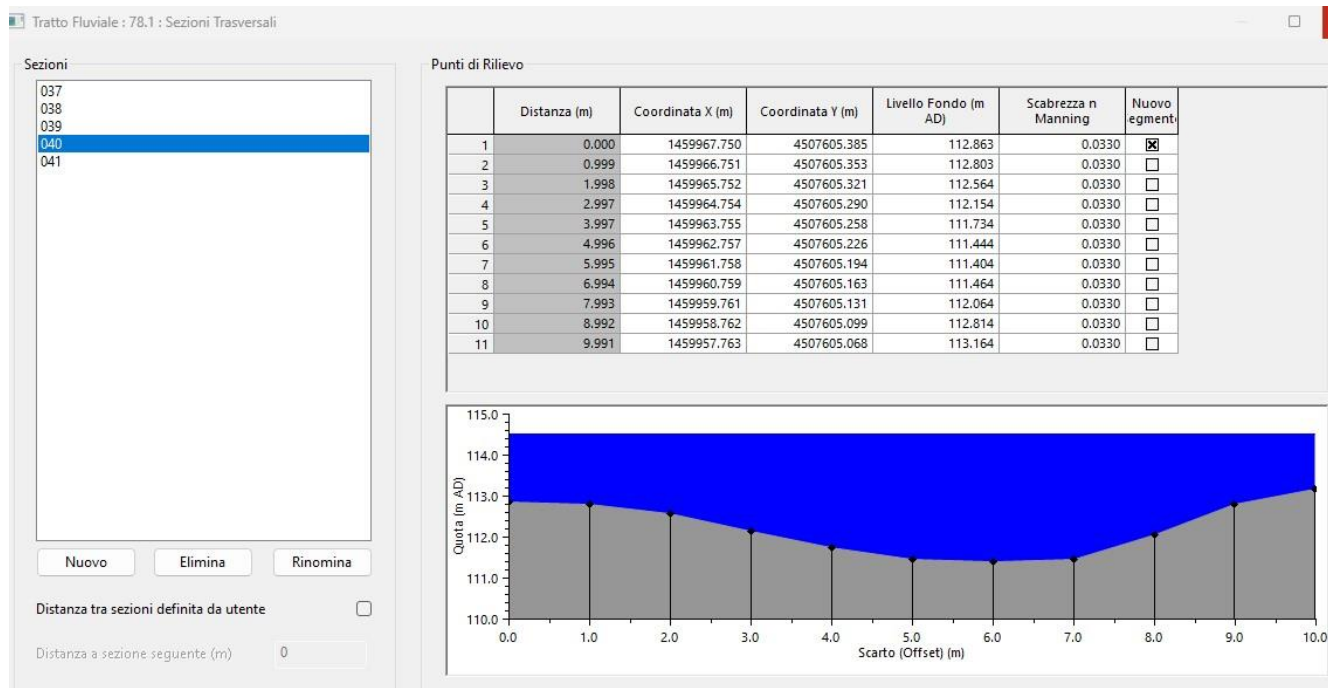 Tratto Fluviale : 78.1 : Sezioni Trasversali
Sezioni
037
038
039
040
041
Nuovo Elimina Rinomina
Distanza tra sezioni definita da utente
Distanza a sezione seguente (m) 0
Punti di Rilievo
Distanza (m) Coordinata X (m) Coordinata Y (m) Livello Fondo (m AD) Scabrezza n Manning Nuovo egment
1 0.000 1459967.750 4507605.385 112.863 0.0330
2 0.999 1459966.751 4507605.353 112.803 0.0330
3 1.998 1459965.752 4507605.321 112.564 0.0330
4 2.997 1459964.754 4507605.290 112.154 0.0330
5 3.997 1459963.755 4507605.258 111.734 0.0330
6 4.996 1459962.757 4507605.226 111.444 0.0330
7 5.995 1459961.758 4507605.194 111.404 0.0330
8 6.994 1459960.759 4507605.163 111.464 0.0330
9 7.993 1459959.761 4507605.131 112.064 0.0330
10 8.992 1459958.762 4507605.099 112.814 0.0330
11 9.991 1459957.763 4507605.068 113.164 0.0330
Quota (m AD)
115.0
114.0
113.0
112.0
111.0
110.0
0.0 1.0 2.0 3.0 4.0 5.0 6.0 7.0 8.0 9.0 10.0
Scarto (Offset) (m)